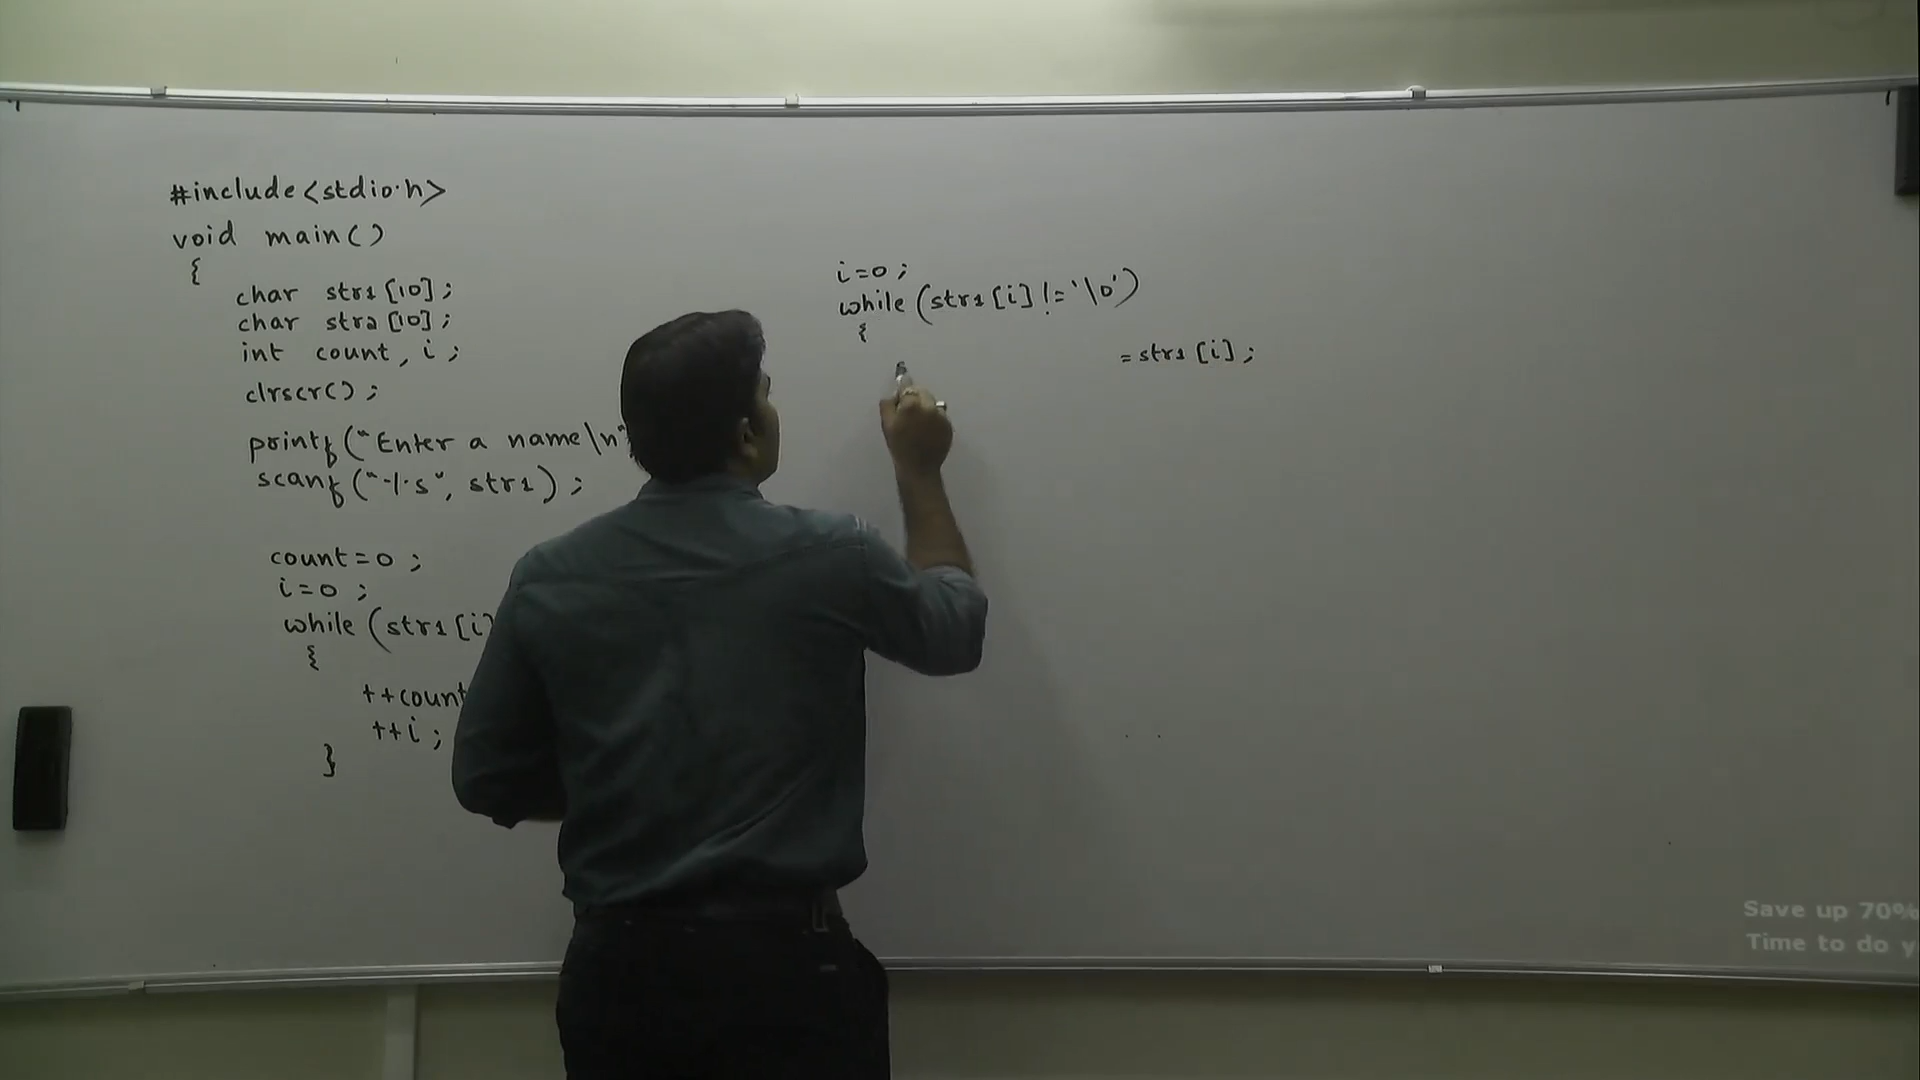 #include<stdio.h>
void main()
{
char str1[10];
char str2[10];
int count, i;
clrscr();
printf("Enter a name\n"
scanf("%s", str1);
count=0;
i=0;
while (str1[i]
{
++count
++i;
}
i=0;
while (str1[i]!='\0')
{
=str1[i];
Save up 70%
Time to do y